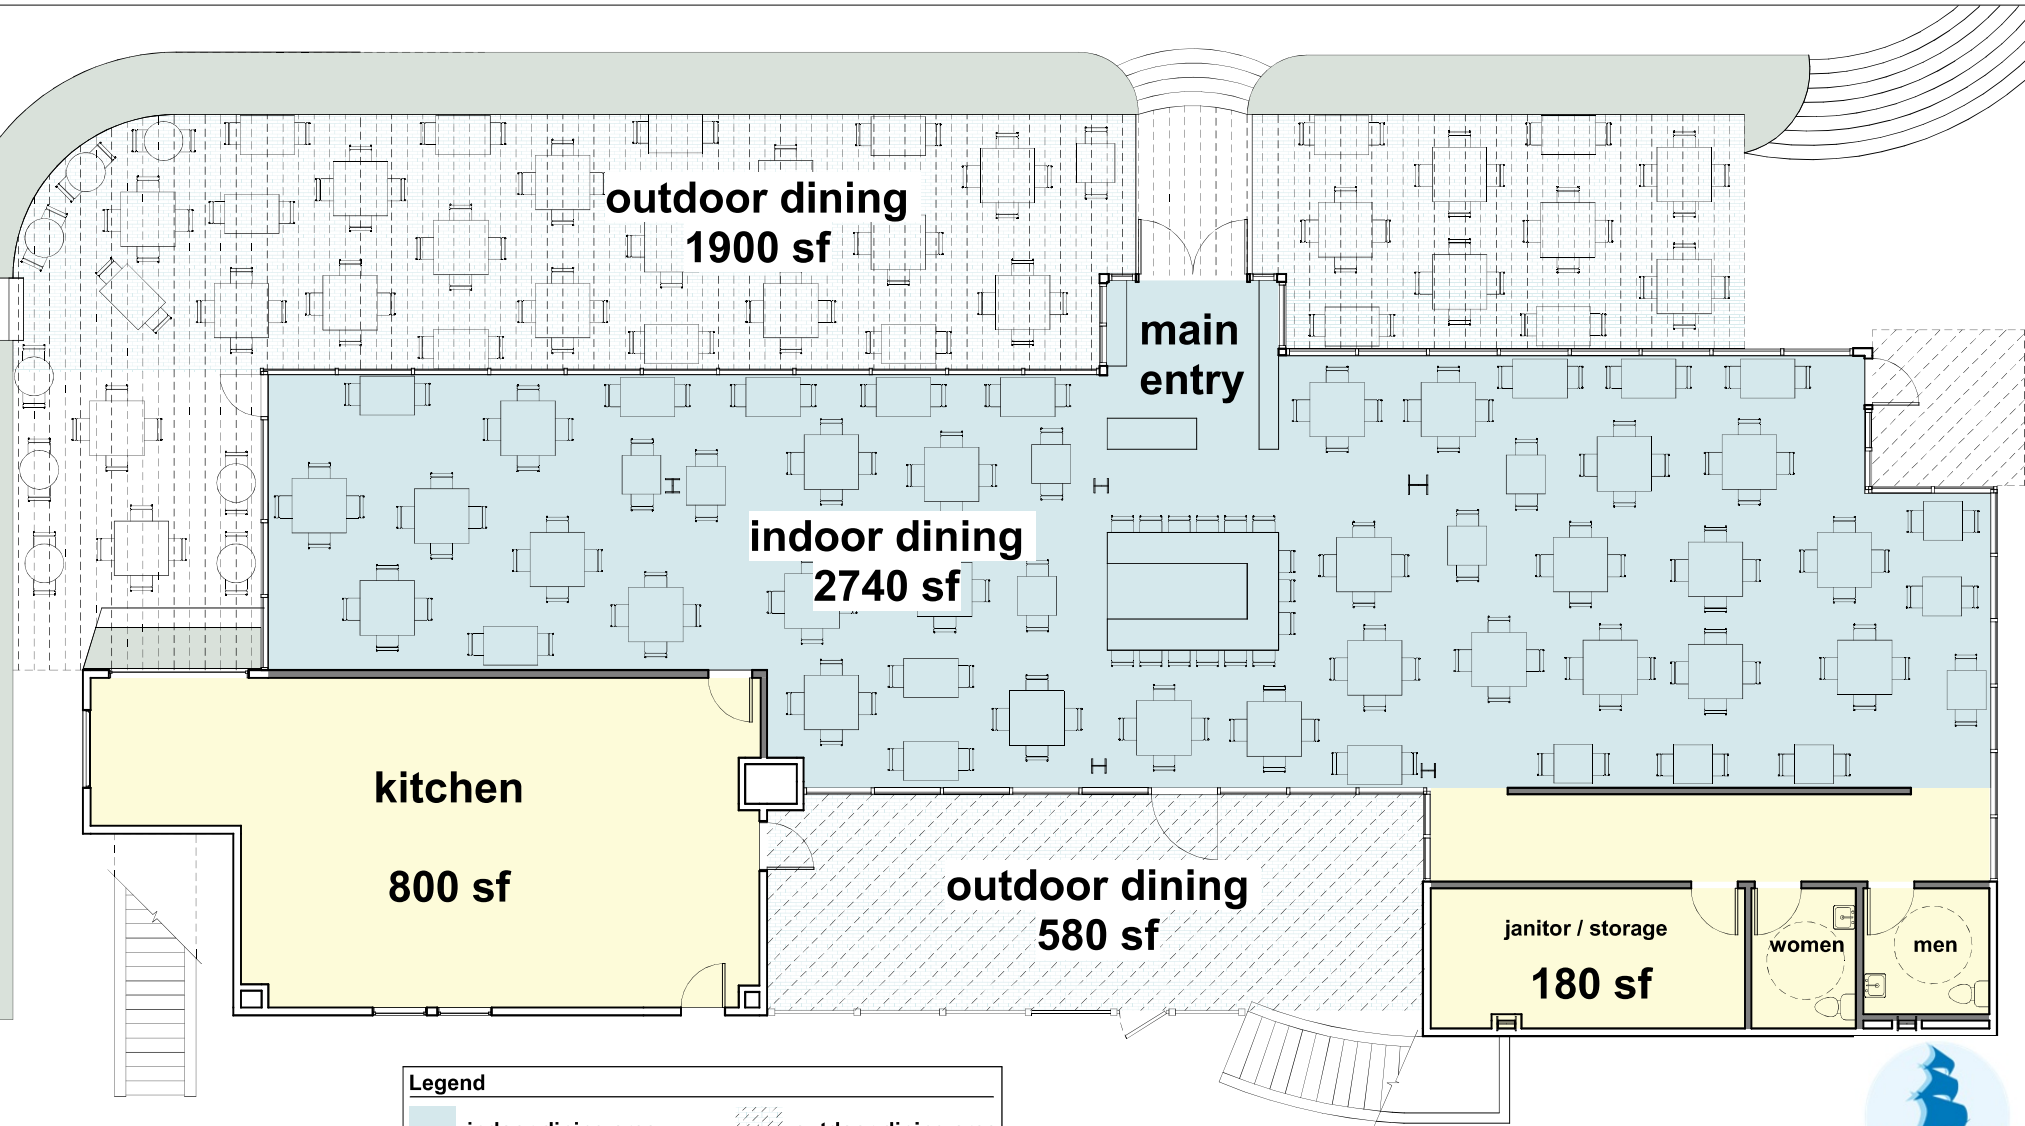 outdoor dining
1900 sf
main
entry
indoor dining
2740 sf
kitchen
800 sf
outdoor dining
580 sf
janitor / storage
180 sf
women
men
Legend